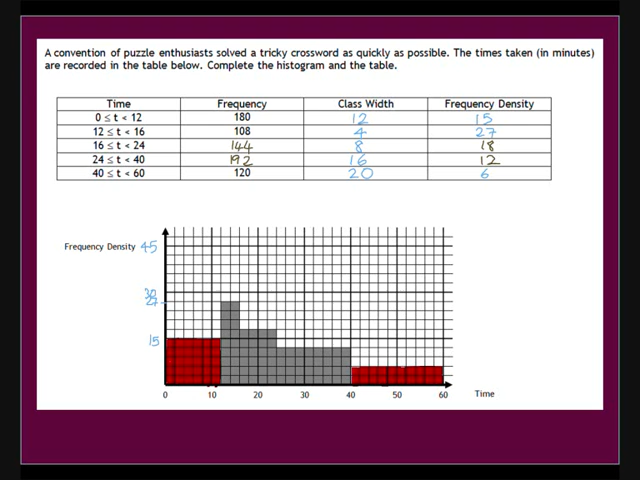 A convention of puzzle enthusiasts solved a tricky crossword as quickly as possible. The times taken (in minutes)
are recorded in the table below. Complete the histogram and the table.
Time Frequency Class Width Frequency Density
0 ≤ t < 12 180 12 15
12 ≤ t < 16 108 4 27
16 ≤ t < 24 144 8 18
24 ≤ t < 40 192 16 12
40 ≤ t < 60 120 20 6
Frequency Density 45
30
27
15
0 10 20 30 40 50 60 Time